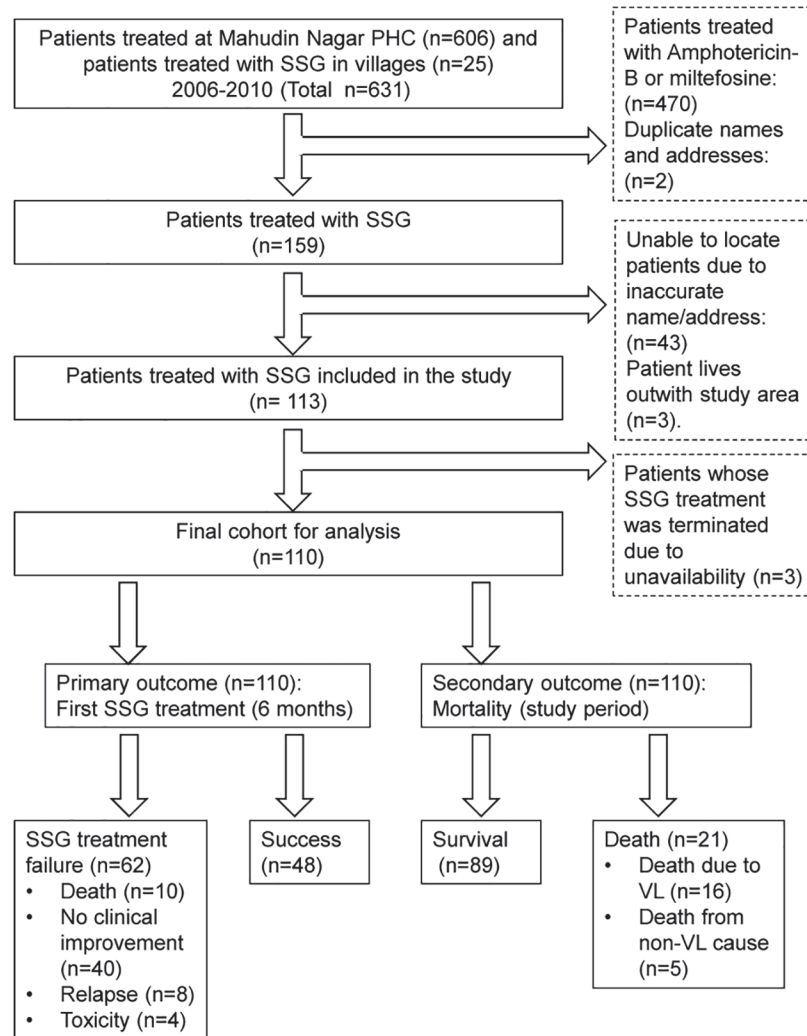 Patients treated at Mahudin Nagar PHC (n=606) and
patients treated with SSG in villages (n=25)
2006-2010 (Total n=631)
Patients treated
with Amphotericin-
B or miltefosine:
(n=470)
Duplicate names
and addresses:
(n=2)
Patients treated with SSG
(n=159)
Unable to locate
patients due to
inaccurate
name/address:
(n=43)
Patient lives
outwith study area
(n=3).
Patients treated with SSG included in the study
(n= 113)
Patients whose
SSG treatment
was terminated
due to
unavailability (n=3)
Final cohort for analysis
(n=110)
Primary outcome (n=110):
First SSG treatment (6 months)
Secondary outcome (n=110):
Mortality (study period)
SSG treatment
failure (n=62)
• Death (n=10)
• No clinical
improvement
(n=40)
• Relapse (n=8)
• Toxicity (n=4)
Success
(n=48)
Survival
(n=89)
Death (n=21)
• Death due to
VL (n=16)
• Death from
non-VL cause
(n=5)